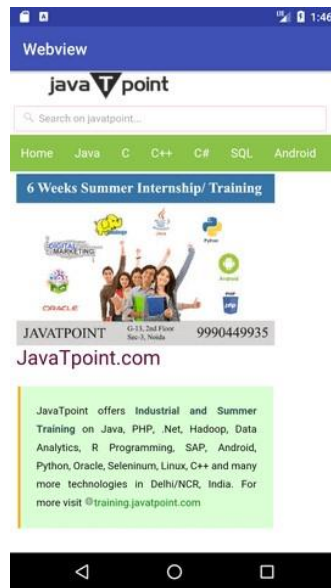 1:46
Webview
javaTpoint
Search on javatpoint...
Home Java C C++ C# SQL Android
6 Weeks Summer Internship/ Training
Java
DIGITAL
MARKETING
Python
Android
ORACLE
PHP
php
JAVATPOINT G-13, 2nd Floor Sec-3, Noida 9990449935
JavaTpoint.com
JavaTpoint offers Industrial and Summer
Training on Java, PHP, .Net, Hadoop, Data
Analytics, R Programming, SAP, Android,
Python, Oracle, Seleninum, Linux, C++ and many
more technologies in Delhi/NCR, India. For
more visit training.javatpoint.com